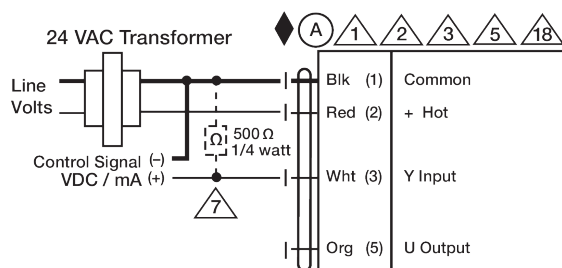 24 VAC Transformer
A 1 2 3 5 18
Line
Volts
Blk (1) Common
Red (2) + Hot
Ω 500 Ω
1/4 watt
Control Signal (–)
VDC / mA (+)
Wht (3) Y Input
7
Org (5) U Output